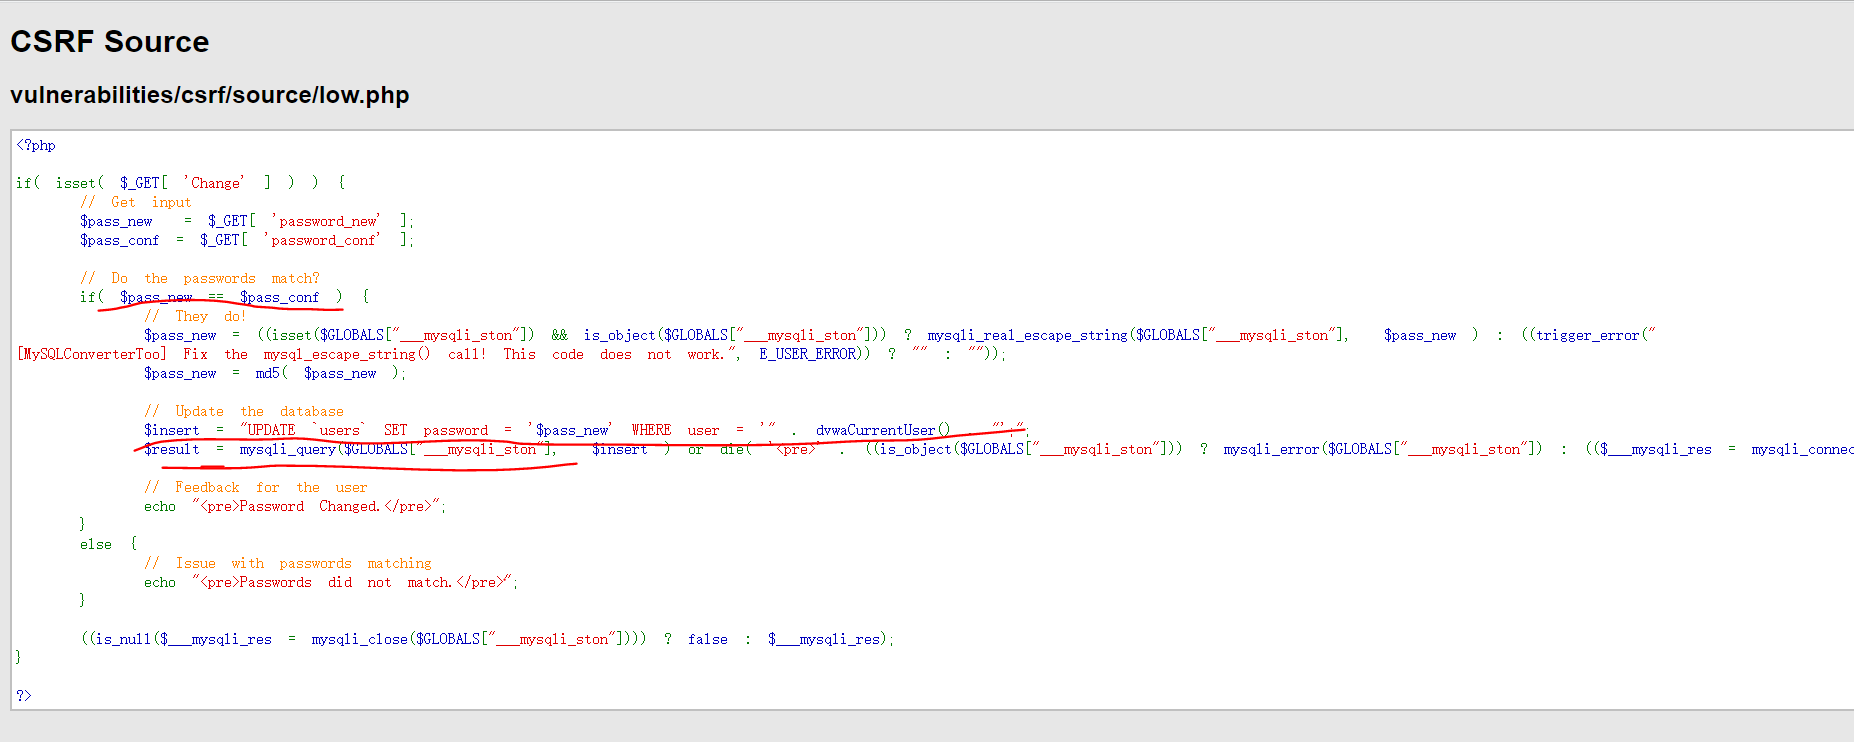 CSRF Source
vulnerabilities/csrf/source/low.php
<?php
if( isset( $_GET[ 'Change' ] ) ) {
// Get input
$pass_new = $_GET[ 'password_new' ];
$pass_conf = $_GET[ 'password_conf' ];
// Do the passwords match?
if( $pass_new == $pass_conf ) {
// They do!
$pass_new = ((isset($GLOBALS["___mysqli_ston"]) && is_object($GLOBALS["___mysqli_ston"])) ? mysqli_real_escape_string($GLOBALS["___mysqli_ston"], $pass_new ) : ((trigger_error("
[MySQLConverterToo] Fix the mysql_escape_string() call! This code does not work.", E_USER_ERROR)) ? "" : ""));
$pass_new = md5( $pass_new );
// Update the database
$insert = "UPDATE `users` SET password = '$pass_new' WHERE user = '" . dvwaCurrentUser() . "';";
$result = mysqli_query($GLOBALS["___mysqli_ston"], $insert ) or die( '<pre>' . ((is_object($GLOBALS["___mysqli_ston"])) ? mysqli_error($GLOBALS["___mysqli_ston"]) : (($___mysqli_res = mysqli_connec
// Feedback for the user
echo "<pre>Password Changed.</pre>";
}
else {
// Issue with passwords matching
echo "<pre>Passwords did not match.</pre>";
}
((is_null($___mysqli_res = mysqli_close($GLOBALS["___mysqli_ston"]))) ? false : $___mysqli_res);
}
?>